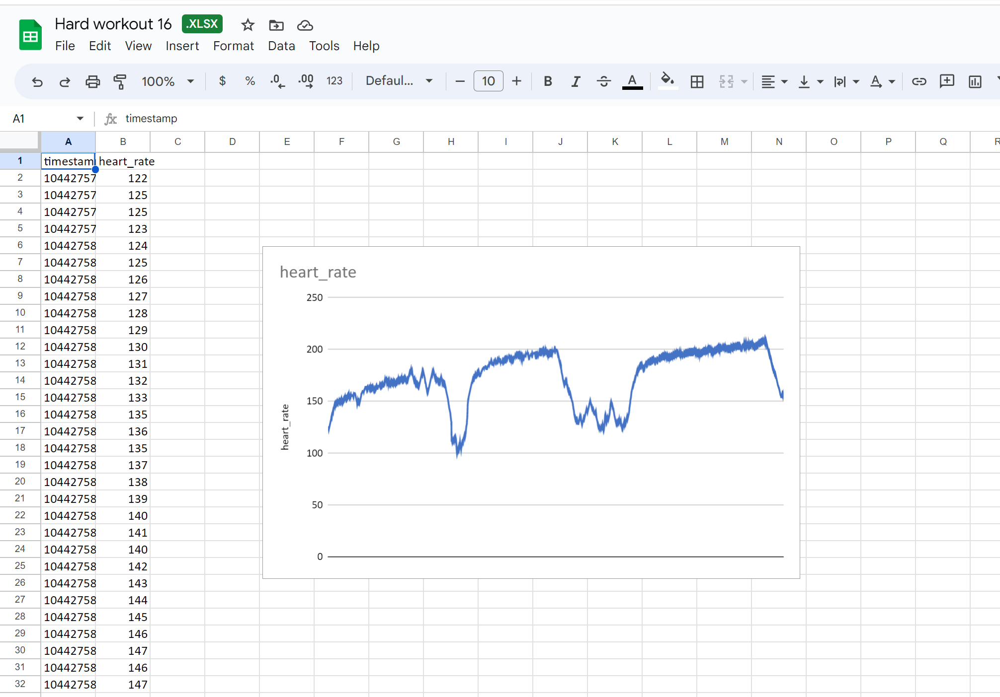 Hard workout 16 .XLSX
File Edit View Insert Format Data Tools Help
100% $ % .0 .00 123 Defaul... 10 B I A A
A1 fx timestamp
A B C D E F G H I J K L M N O P Q R
1 timestam heart_rate
2 10442757 122
3 10442757 125
4 10442757 125
5 10442757 123
6 10442758 124
7 10442758 125
8 10442758 126
9 10442758 127
10 10442758 128
11 10442758 129
12 10442758 130
13 10442758 131
14 10442758 132
15 10442758 133
16 10442758 135
17 10442758 136
18 10442758 135
19 10442758 137
20 10442758 138
21 10442758 139
22 10442758 140
23 10442758 141
24 10442758 140
25 10442758 142
26 10442758 143
27 10442758 144
28 10442758 145
29 10442758 146
30 10442758 147
31 10442758 146
32 10442758 147
heart_rate
250
200
150
100
50
0
heart_rate